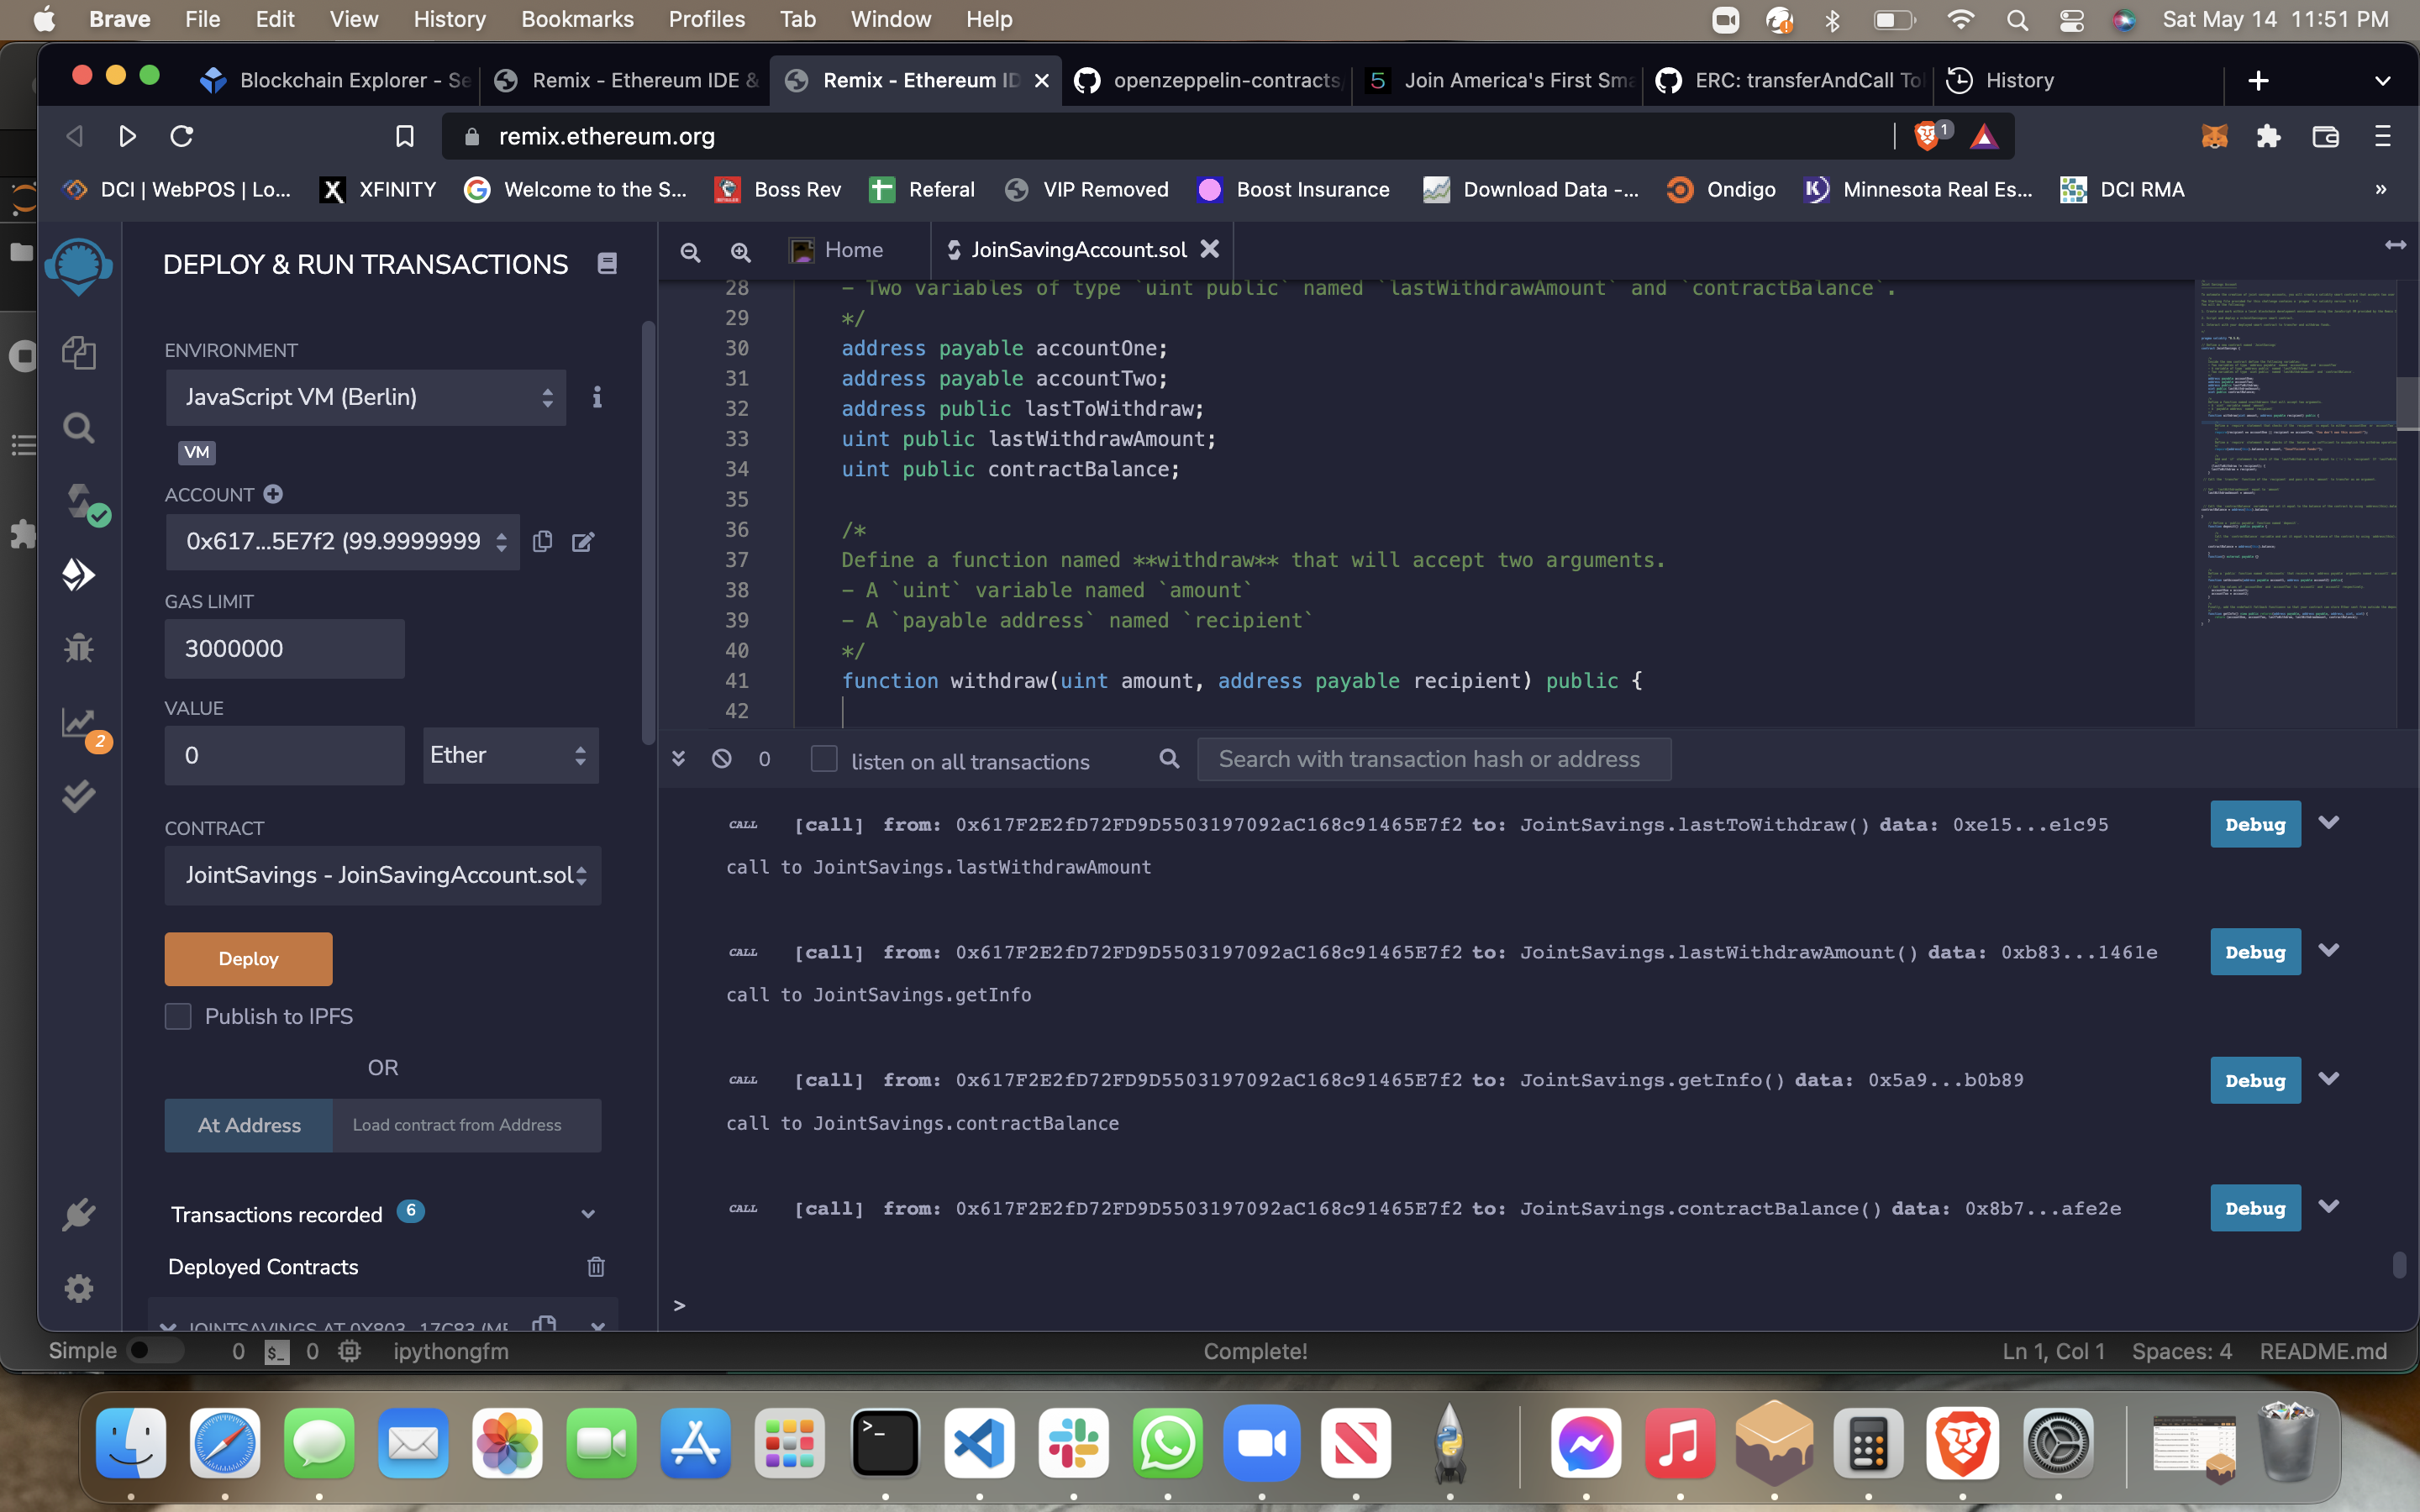 Brave File Edit View History Bookmarks Profiles Tab Window Help Sat May 14 11:51 PM
Blockchain Explorer - Se Remix - Ethereum IDE & Remix - Ethereum ID openzeppelin-contracts, 5 Join America's First Sma ERC: transferAndCall To History
remix.ethereum.org 1
DCI | WebPOS | Lo... XFINITY Welcome to the S... Boss Rev Referal VIP Removed Boost Insurance Download Data -... Ondigo Minnesota Real Es... DCI RMA »
DEPLOY & RUN TRANSACTIONS
ENVIRONMENT
JavaScript VM (Berlin)
VM
ACCOUNT
0x617...5E7f2 (99.9999999
GAS LIMIT
3000000
VALUE
0 Ether
CONTRACT
JointSavings - JoinSavingAccount.sol
Deploy
Publish to IPFS
OR
At Address Load contract from Address
Transactions recorded 6
Deployed Contracts
JOINTSAVINGS AT 0X803...17C83 (ME
2
Home JoinSavingAccount.sol
28 - Two variables of type `uint public` named `lastWithdrawAmount` and `contractBalance`.
29 */
30 address payable accountOne;
31 address payable accountTwo;
32 address public lastToWithdraw;
33 uint public lastWithdrawAmount;
34 uint public contractBalance;
35
36 /*
37 Define a function named **withdraw** that will accept two arguments.
38 - A `uint` variable named `amount`
39 - A `payable address` named `recipient`
40 */
41 function withdraw(uint amount, address payable recipient) public {
42
0 listen on all transactions Search with transaction hash or address
CALL [call] from: 0x617F2E2fD72FD9D5503197092aC168c91465E7f2 to: JointSavings.lastToWithdraw() data: 0xe15...e1c95 Debug
call to JointSavings.lastWithdrawAmount
CALL [call] from: 0x617F2E2fD72FD9D5503197092aC168c91465E7f2 to: JointSavings.lastWithdrawAmount() data: 0xb83...1461e Debug
call to JointSavings.getInfo
CALL [call] from: 0x617F2E2fD72FD9D5503197092aC168c91465E7f2 to: JointSavings.getInfo() data: 0x5a9...b0b89 Debug
call to JointSavings.contractBalance
CALL [call] from: 0x617F2E2fD72FD9D5503197092aC168c91465E7f2 to: JointSavings.contractBalance() data: 0x8b7...afe2e Debug
>
Simple 0 $_ 0 ipythongfm Complete! Ln 1, Col 1 Spaces: 4 README.md